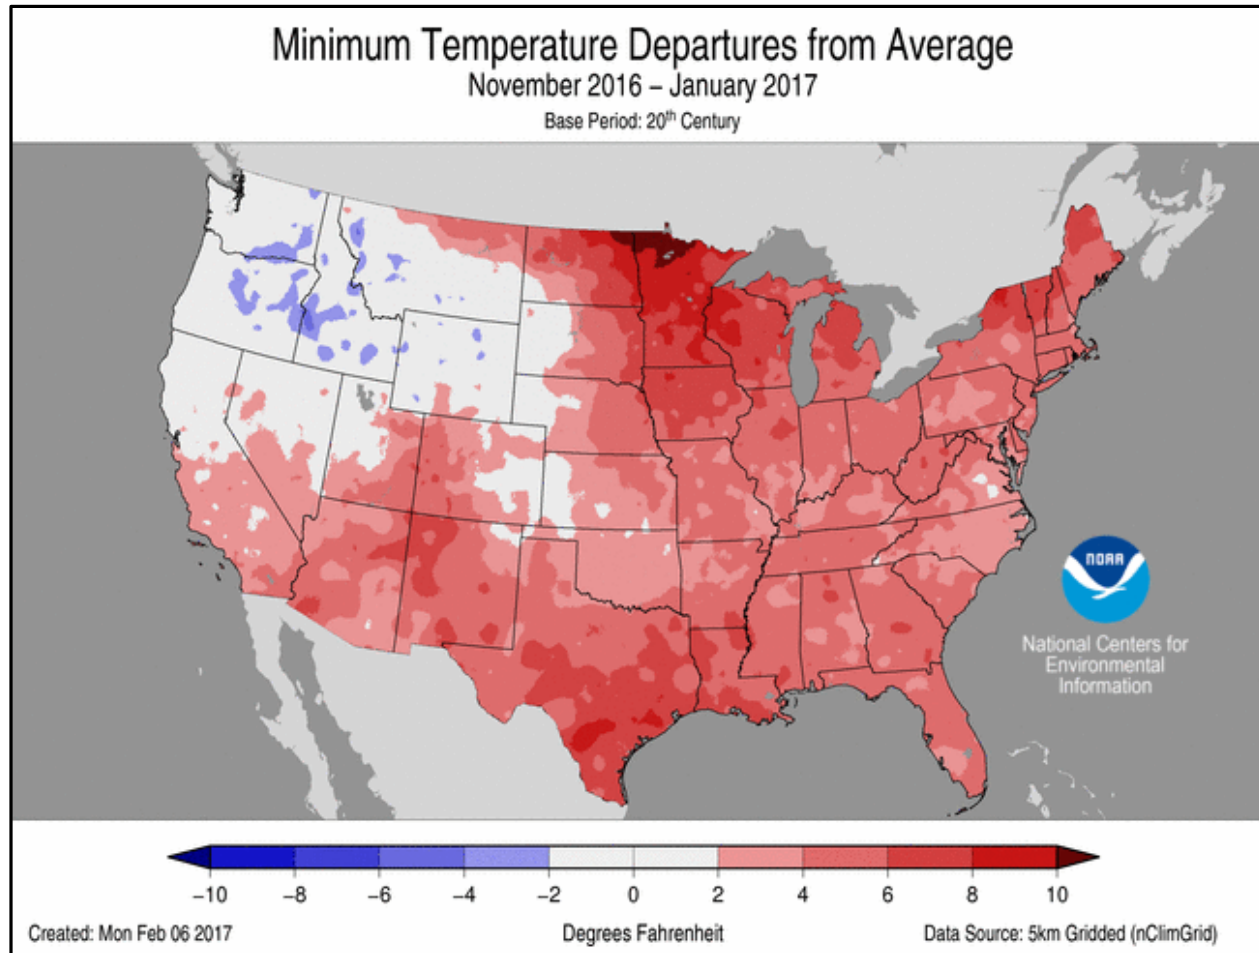 Minimum Temperature Departures from Average
November 2016 – January 2017
Base Period: 20th Century
NOAA
National Centers for
Environmental
Information
−10 −8 −6 −4 −2 0 2 4 6 8 10
Created: Mon Feb 06 2017 Degrees Fahrenheit Data Source: 5km Gridded (nClimGrid)